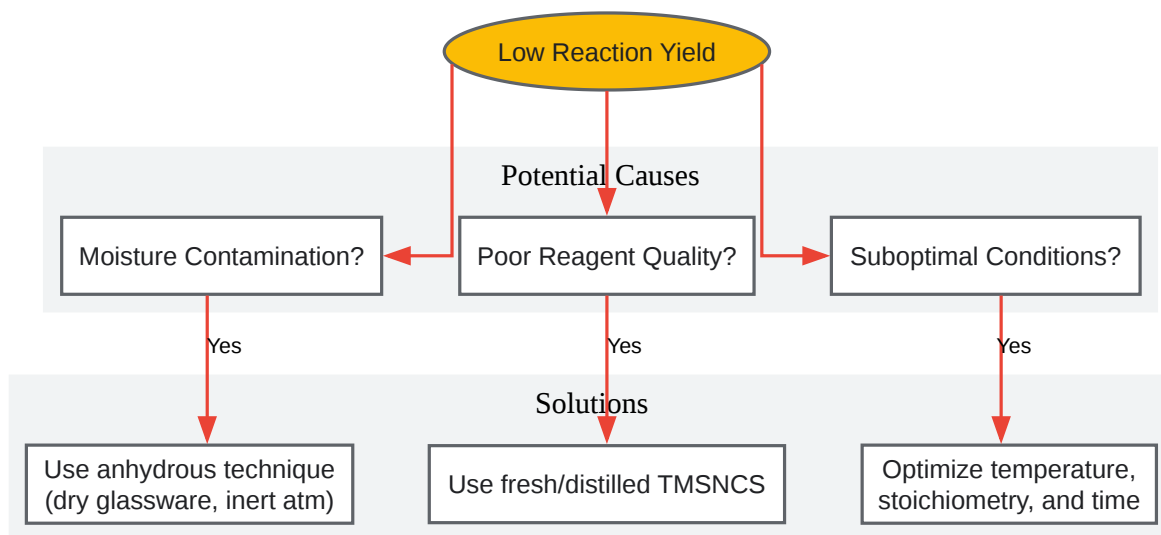 Low Reaction Yield
Potential Causes
Moisture Contamination?
Poor Reagent Quality?
Suboptimal Conditions?
Yes
Yes
Yes
Solutions
Use anhydrous technique
(dry glassware, inert atm)
Use fresh/distilled TMSNCS
Optimize temperature,
stoichiometry, and time